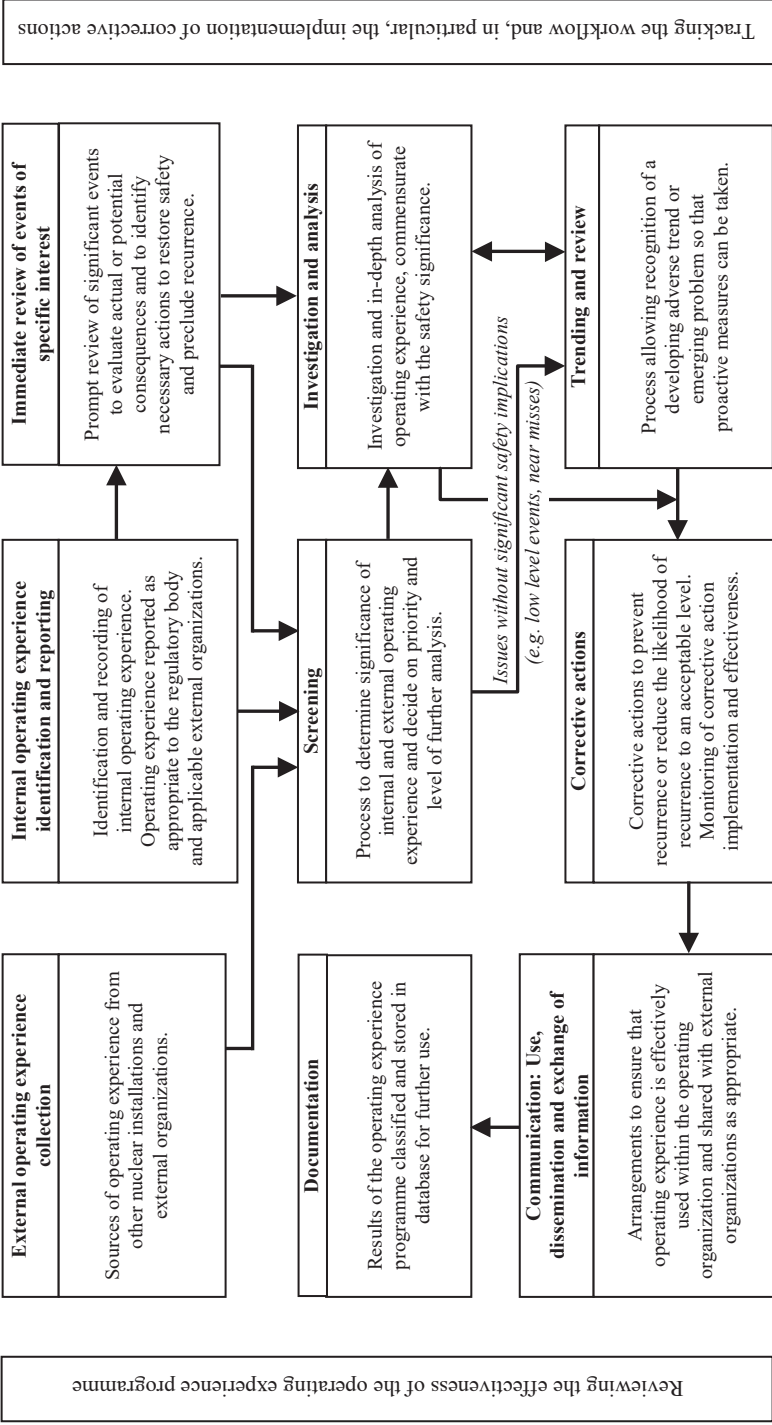 Reviewing the effectiveness of the operating experience programme
External operating experience
collection
Sources of operating experience from
other nuclear installations and
external organizations.
Internal operating experience
identification and reporting
Identification and recording of
internal operating experience.
Operating experience reported as
appropriate to the regulatory body
and applicable external organizations.
Immediate review of events of
specific interest
Prompt review of significant events
to evaluate actual or potential
consequences and to identify
necessary actions to restore safety
and preclude recurrence.
Documentation
Results of the operating experience
programme classified and stored in
database for further use.
Screening
Process to determine significance of
internal and external operating
experience and decide on priority and
level of further analysis.
Investigation and analysis
Investigation and in-depth analysis of
operating experience, commensurate
with the safety significance.
Issues without significant safety implications
(e.g. low level events, near misses)
Communication: Use,
dissemination and exchange of
information
Arrangements to ensure that
operating experience is effectively
used within the operating
organization and shared with external
organizations as appropriate.
Corrective actions
Corrective actions to prevent
recurrence or reduce the likelihood of
recurrence to an acceptable level.
Monitoring of corrective action
implementation and effectiveness.
Trending and review
Process allowing recognition of a
developing adverse trend or
emerging problem so that
proactive measures can be taken.
Tracking the workflow and, in particular, the implementation of corrective actions